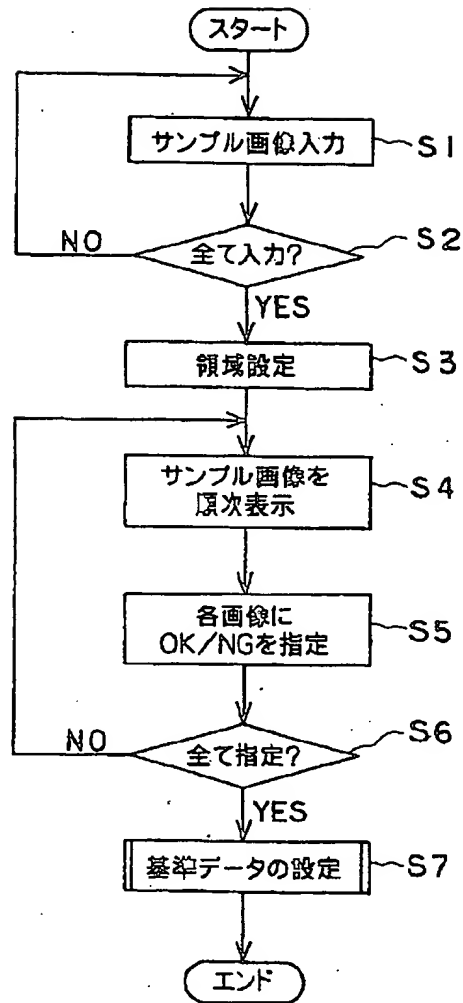 スタート
サンプル画像入力
S1
全て入力?
S2
NO
YES
領域設定
S3
サンプル画像を
順次表示
S4
各画像に
OK/NGを指定
S5
全て指定?
S6
NO
YES
基準データの設定
S7
エンド